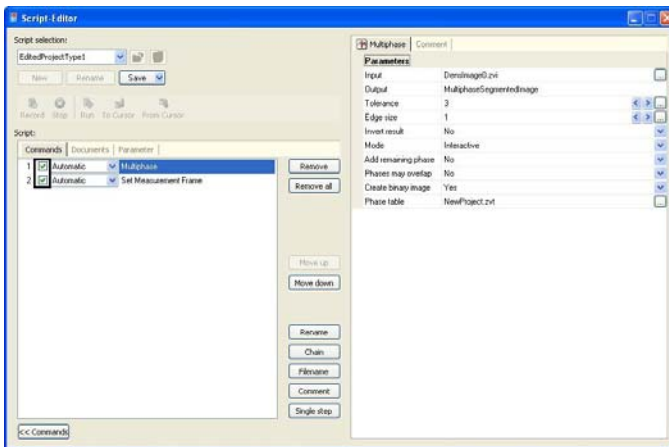 Script-Editor
Script selection:
EditedProjectType1
New Rename Save
Record Stop Run To Cursor From Cursor
Script:
Commands Documents Parameter
1 Automatic Multiphase
2 Automatic Set Measurement Frame
Remove
Remove all
Move up
Move down
Rename
Chain
Filename
Comment
Single step
<< Commands
Multiphase Comment
Parameters
Input DensImage0.zvi
Output MultiphaseSegmentedImage
Tolerance 3
Edge size 1
Invert result No
Mode Interactive
Add remaining phase No
Phases may overlap No
Create binary image Yes
Phase table NewProject.zvt